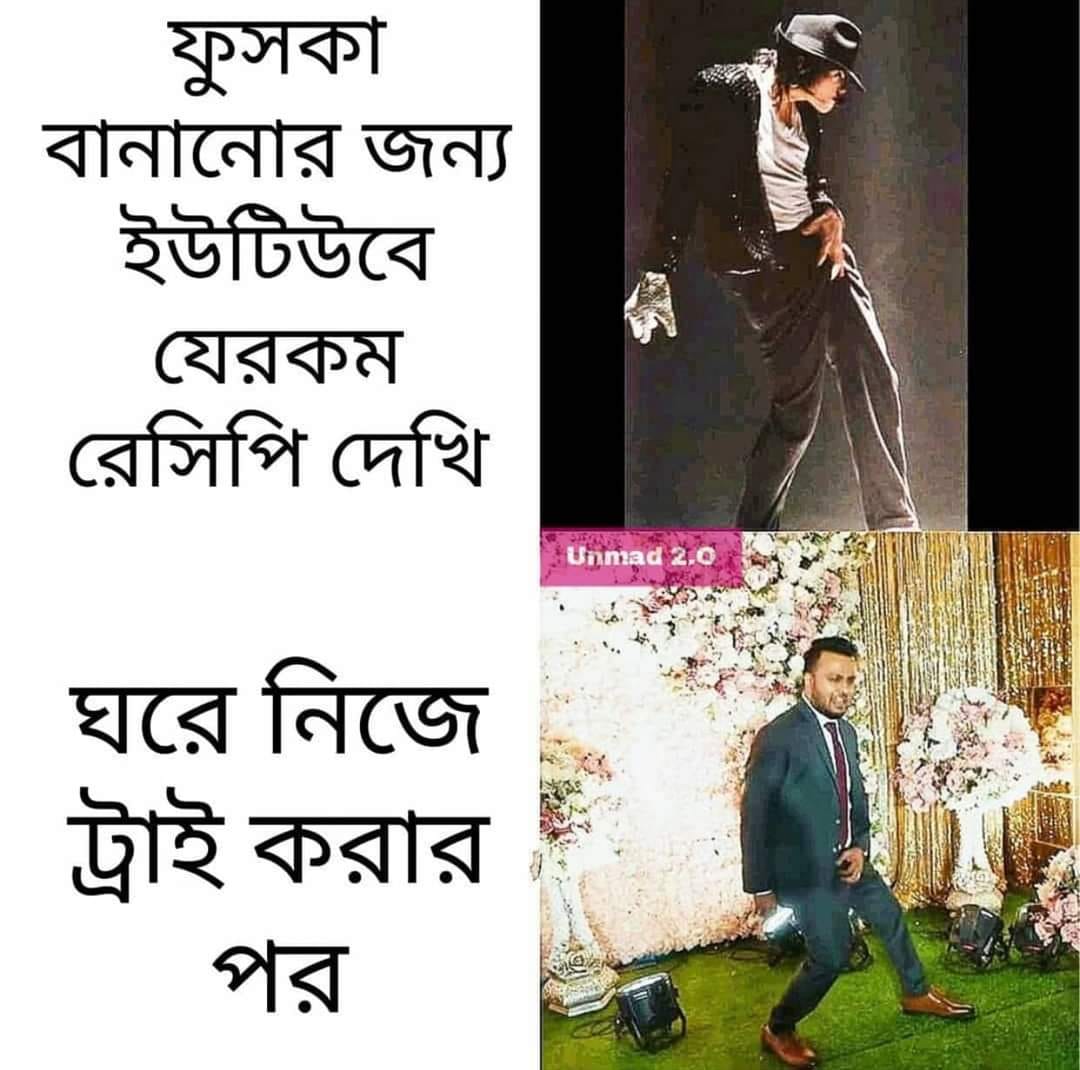 ফুসকা
বানানোর জন্য
ইউটিউবে
যেরকম
রেসিপি দেখি
Unmad 2.0
ঘরে নিজে
ট্রাই করার
পর